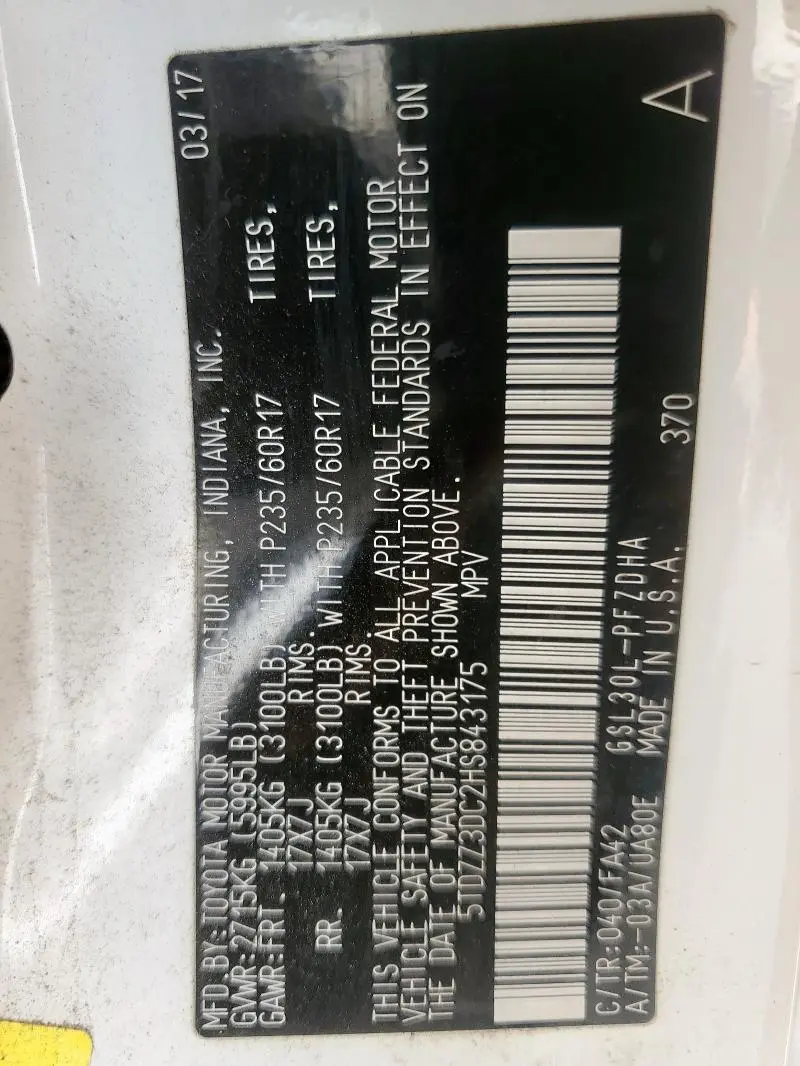 MFD.BY:TOYOTA MOTOR MANUFACTURING, INDIANA, INC. 03/17
GVWR:2715KG (5995LB)
GAWR:FRT. 1405KG (3100LB) WITH P235/60R17 TIRES,
17X7J RIMS.
RR. 1405KG (3100LB) WITH P235/60R17 TIRES,
17X7J RIMS.
THIS VEHICLE CONFORMS TO ALL APPLICABLE FEDERAL MOTOR
VEHICLE SAFETY AND THEFT PREVENTION STANDARDS IN EFFECT ON
THE DATE OF MANUFACTURE SHOWN ABOVE.
5TDZZ3DC2HS843175 MPV
C/TR:040/FA42 GSL30L-PFZDHA
A/TM:-03A/UA80E MADE IN U.S.A. 370 A